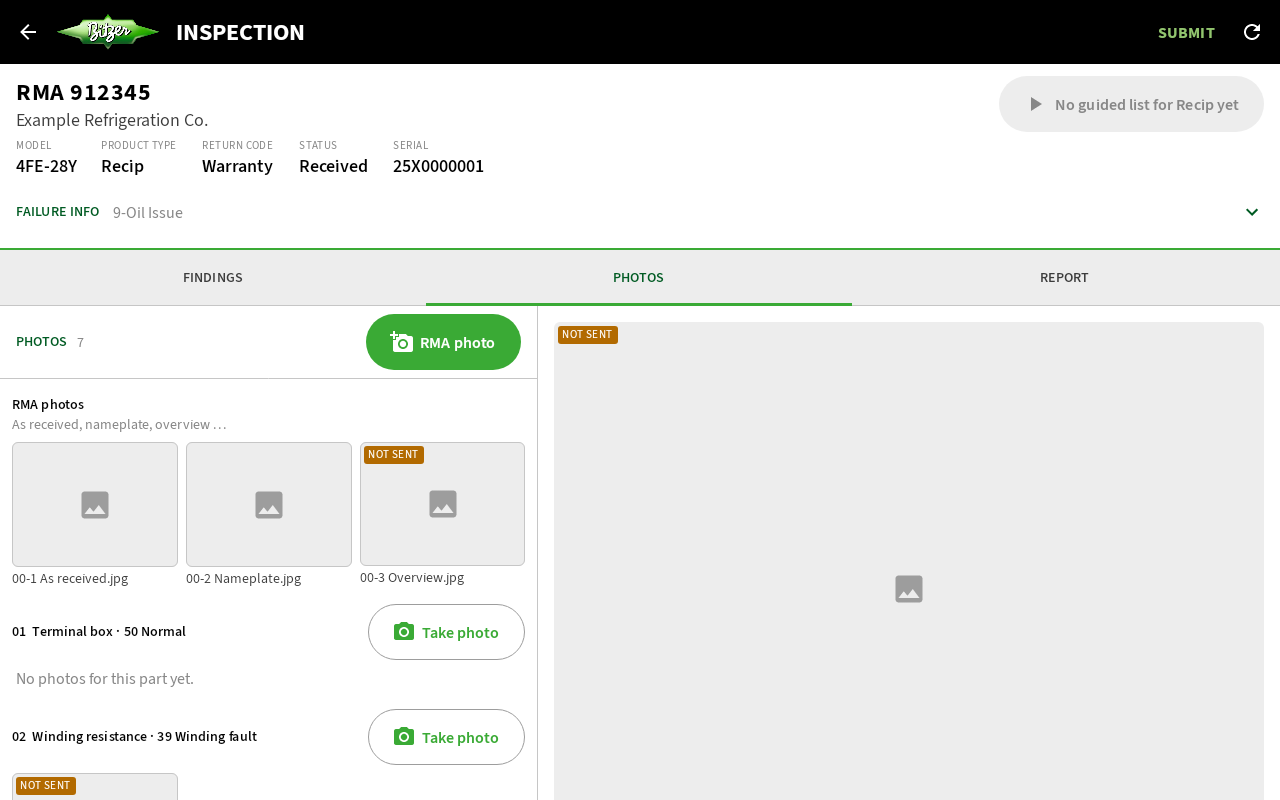 Bitzer
INSPECTION
SUBMIT
RMA 912345
Example Refrigeration Co.
No guided list for Recip yet
MODEL
4FE-28Y
PRODUCT TYPE
Recip
RETURN CODE
Warranty
STATUS
Received
SERIAL
25X0000001
FAILURE INFO 9-Oil Issue
FINDINGS
PHOTOS
REPORT
PHOTOS 7
RMA photo
NOT SENT
RMA photos
As received, nameplate, overview …
NOT SENT
00-1 As received.jpg
00-2 Nameplate.jpg
00-3 Overview.jpg
01 Terminal box · 50 Normal
Take photo
No photos for this part yet.
02 Winding resistance · 39 Winding fault
Take photo
NOT SENT